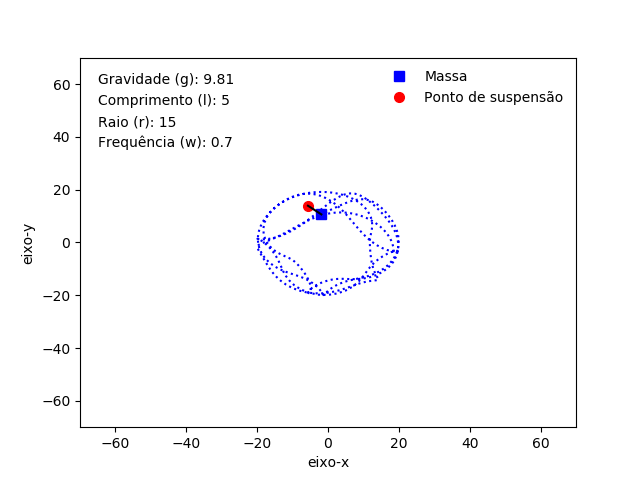 Gravidade (g): 9.81
Comprimento (l): 5
Raio (r): 15
Frequência (w): 0.7
Massa
Ponto de suspensão
60
40
20
0
−20
−40
−60
eixo-y
−60
−40
−20
0
20
40
60
eixo-x